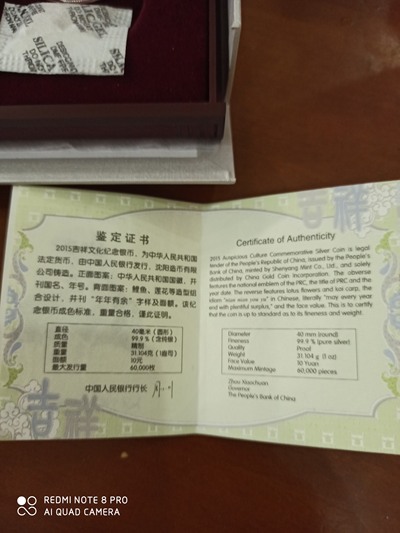 SILICA
鉴定证书
2015吉祥文化纪念银币，为中华人民共和国
法定货币，由中国人民银行发行，沈阳造币有限
公司铸造。正面图案：中华人民共和国国徽，并
刊国名、年号。背面图案：鲤鱼、莲花等造型组
合设计，并刊“年年有余”字样及面额。该纪
念银币成色标准，重量合格，谨此证明。
直径 40毫米（圆形）
成色 99.9%（含纯银）
质量 精制
重量 31.104克（1盎司）
面额 10元
最大发行量 60,000枚
中国人民银行行长
吉祥
吉祥
Certificate of Authenticity
2015 Auspicious Culture Commemorative Silver Coin is legal
tender of the People's Republic of China, issued by the People's
Bank of China, minted by Shenyang Mint Co., Ltd., and solely
distributed by China Gold Coin Incorporation. The obverse
features the national emblem of the PRC, the title of PRC and the
year date. The reverse features lotus flowers and koi carp, the
idiom "nian nian you yu" in Chinese, literally "may every year
end with plentiful surplus", and the face value. This is to certify
that the coin is up to standard as to its fineness and weight.
Diameter 40 mm (round)
Fineness 99.9% (pure silver)
Quality Proof
Weight 31.104 g (1 oz)
Face Value 10 Yuan
Maximum Mintage 60,000 pieces
Zhou Xiaochuan
Governor
The People's Bank of China
REDMI NOTE 8 PRO
AI QUAD CAMERA